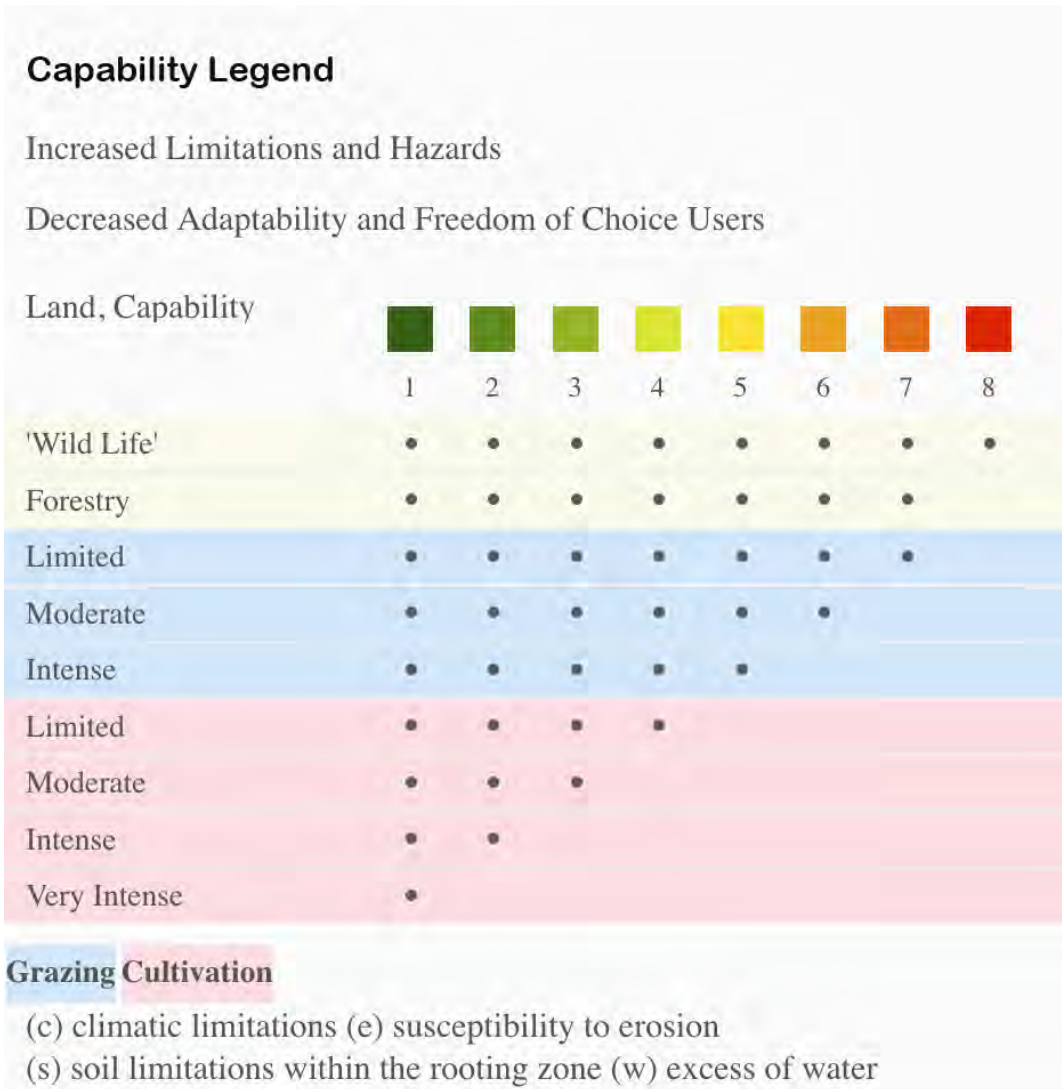 Capability Legend
Increased Limitations and Hazards
Decreased Adaptability and Freedom of Choice Users
Land, Capability
1 2 3 4 5 6 7 8
'Wild Life' • • • • • • • •
Forestry • • • • • • •
Limited • • • • • • •
Moderate • • • • • •
Intense • • • • •
Limited • • • •
Moderate • • •
Intense • •
Very Intense •
Grazing Cultivation
(c) climatic limitations (e) susceptibility to erosion
(s) soil limitations within the rooting zone (w) excess of water